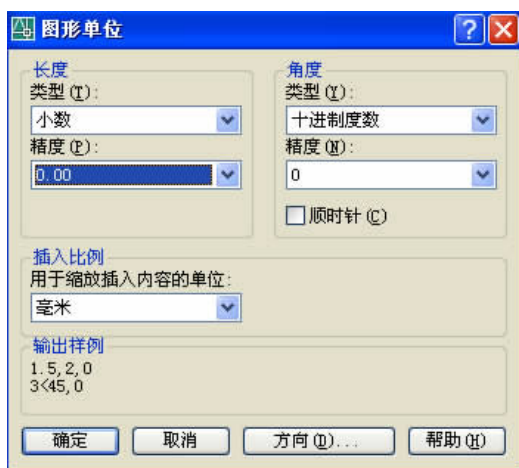 图形单位
长度
类型(T):
小数
精度(P):
0.00
角度
类型(Y):
十进制度数
精度(N):
0
顺时针(C)
插入比例
用于缩放插入内容的单位:
毫米
输出样例
1.5,2,0
3<45,0
确定
取消
方向(D)...
帮助(H)